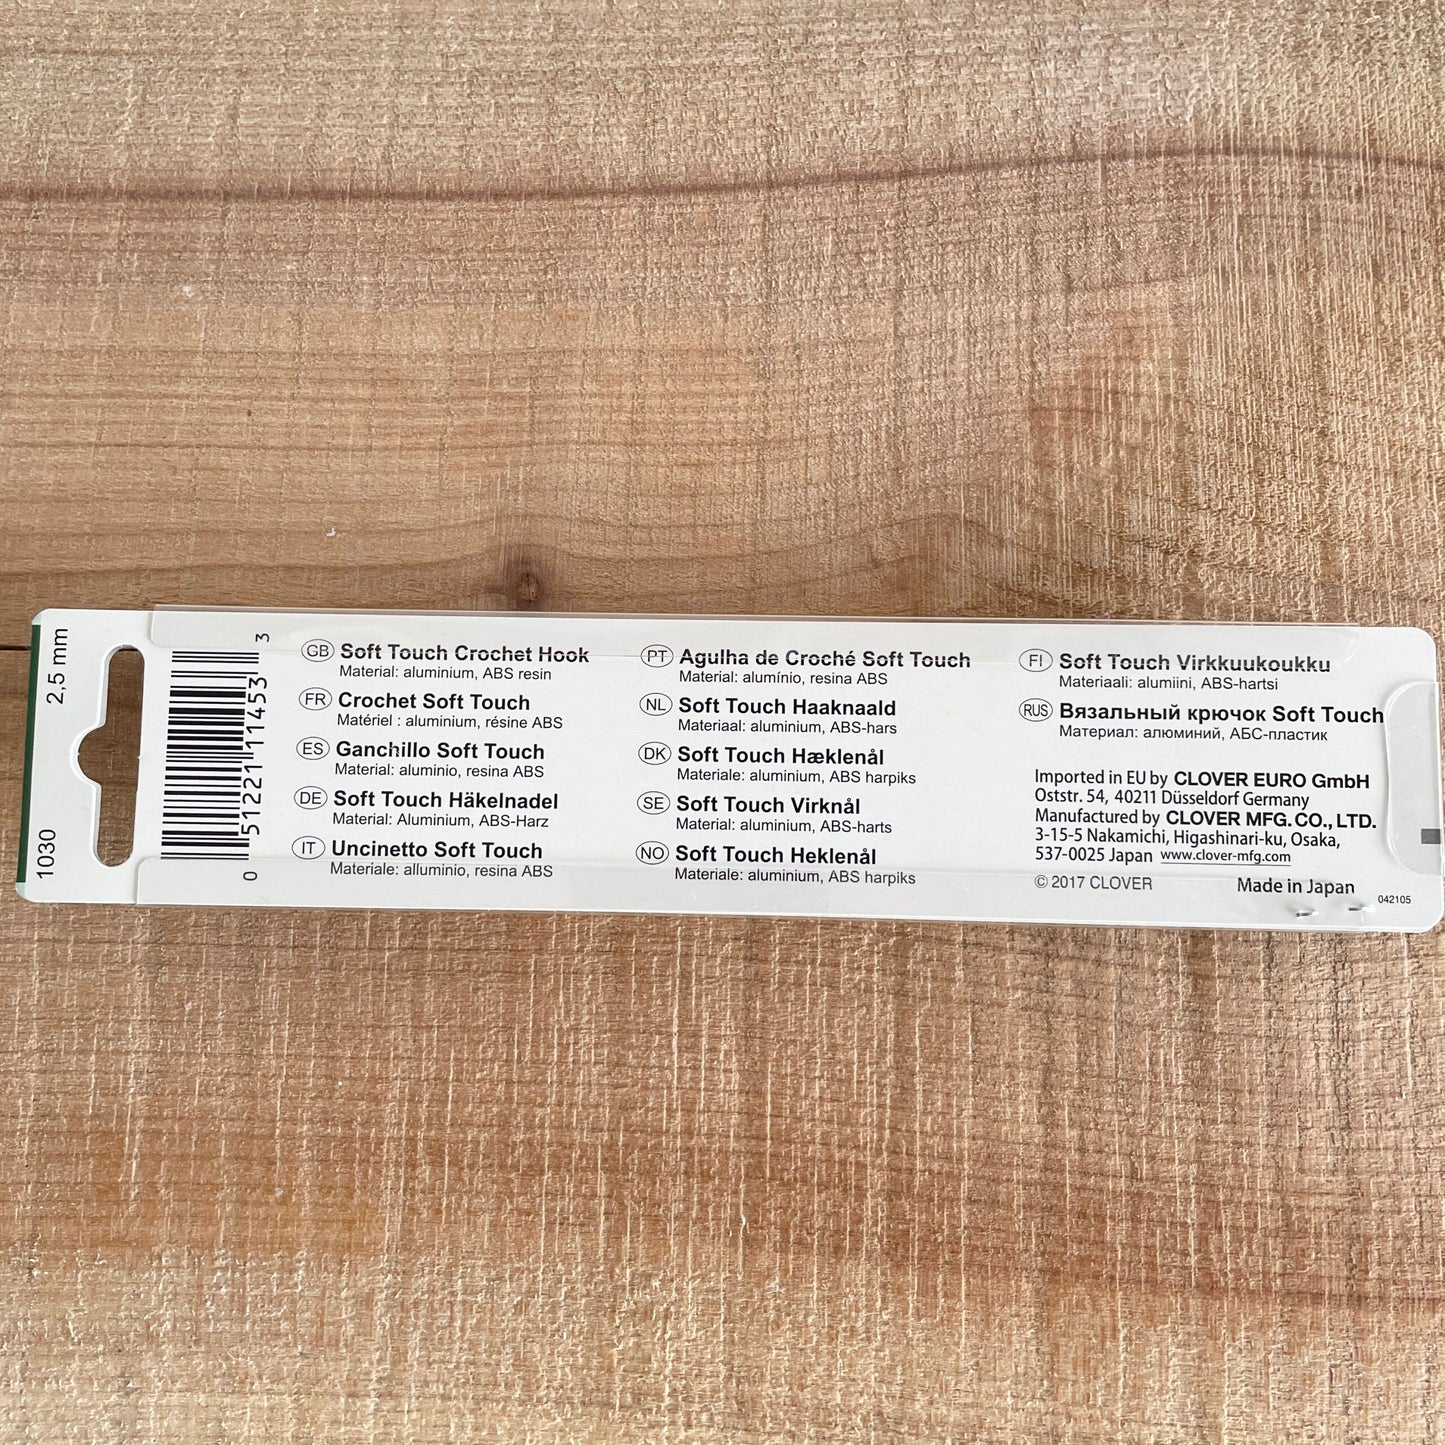 2,5 mm
1030
0 51221 11453 3
GB Soft Touch Crochet Hook
Material: aluminium, ABS resin
FR Crochet Soft Touch
Matériel : aluminium, résine ABS
ES Ganchillo Soft Touch
Material: aluminio, resina ABS
DE Soft Touch Häkelnadel
Material: Aluminium, ABS-Harz
IT Uncinetto Soft Touch
Materiale: alluminio, resina ABS
PT Agulha de Croché Soft Touch
Material: alumínio, resina ABS
NL Soft Touch Haaknaald
Materiaal: aluminium, ABS-hars
DK Soft Touch Hæklenål
Materiale: aluminium, ABS harpiks
SE Soft Touch Virknål
Material: aluminium, ABS-harts
NO Soft Touch Heklenål
Materiale: aluminium, ABS harpiks
FI Soft Touch Virkkuukoukku
Materiaali: alumiini, ABS-hartsi
RUS Вязальный крючок Soft Touch
Материал: алюминий, АБС-пластик
Imported in EU by CLOVER EURO GmbH
Oststr. 54, 40211 Düsseldorf Germany
Manufactured by CLOVER MFG. CO., LTD.
3-15-5 Nakamichi, Higashinari-ku, Osaka,
537-0025 Japan www.clover-mfg.com
© 2017 CLOVER Made in Japan 042105